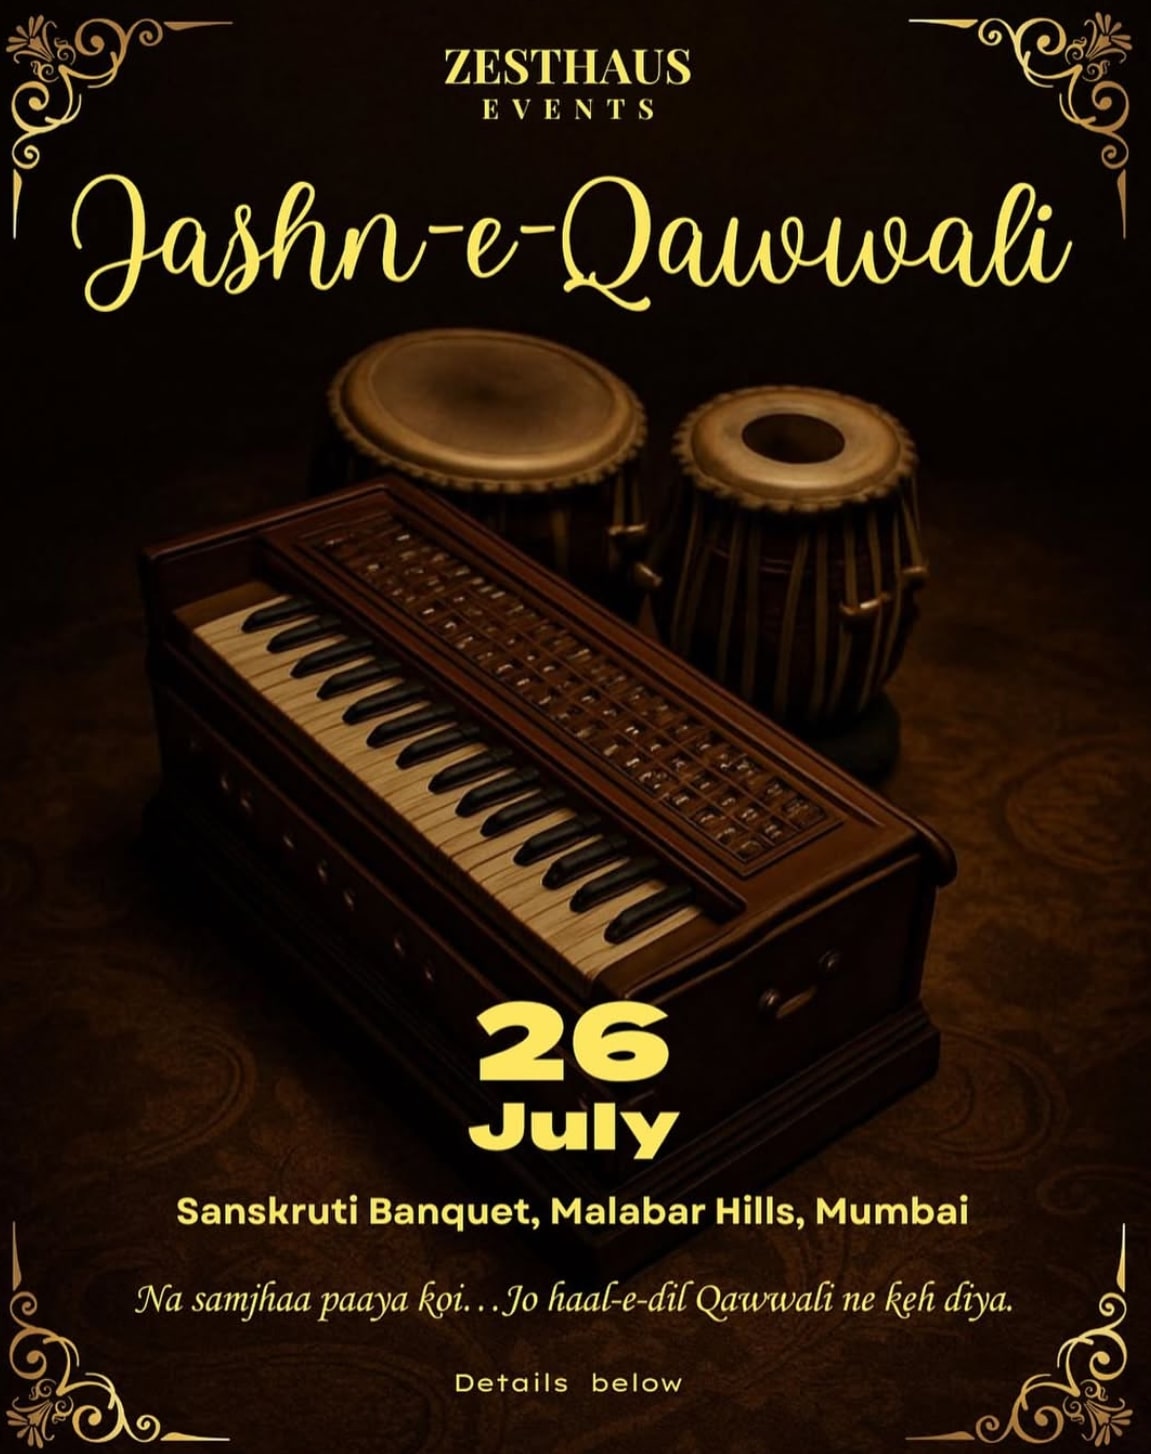 ZESTHAUS
EVENTS
Jashn-e-Qawwali
26
July
Sanskruti Banquet, Malabar Hills, Mumbai
Na samjhaa paaya koi...Jo haal-e-dil Qawwali ne keh diya.
Details below